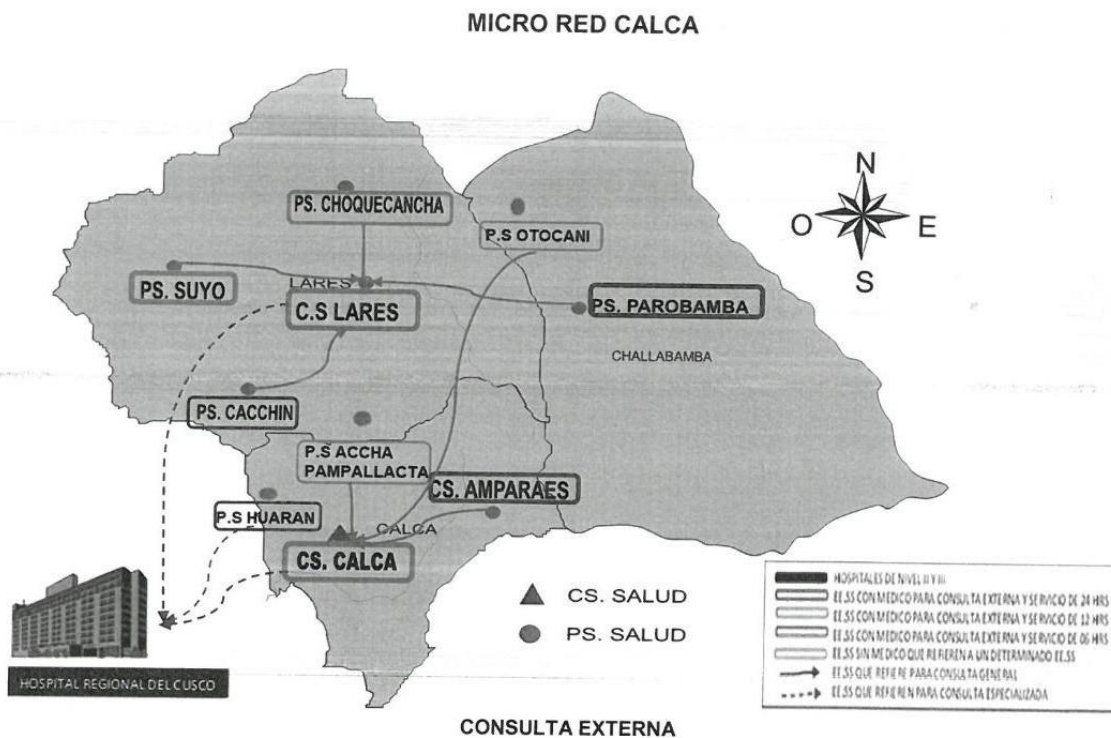 MICRO RED CALCA
N
O
E
S
PS. CHOQUECANCHA
P.S OTOCANI
PS. SUYO
LARES
C.S LARES
PS. PAROBAMBA
CHALLABAMBA
PS. CACCHIN
P.S ACCHA
PAMPALLACTA
CS. AMPARAES
P.S HUARAN
CALCA
CS. CALCA
CS. SALUD
PS. SALUD
HOSPITAL REGIONAL DEL CUSCO
HOSPITALES DE NIVEL II Y III
EE.SS CON MEDICO PARA CONSULTA EXTERNA Y SERVICIO DE 24 HRS
EE.SS CON MEDICO PARA CONSULTA EXTERNA Y SERVICIO DE 12 HRS
EE.SS CON MEDICO PARA CONSULTA EXTERNA Y SERVICIO DE 06 HRS
EE.SS SIN MEDICO QUE REFIEREN A UN DETERMINADO EE.SS
EE.SS QUE REFIERE PARA CONSULTA GENERAL
EE.SS QUE REFIEREN PARA CONSULTA ESPECIALIZADA
CONSULTA EXTERNA